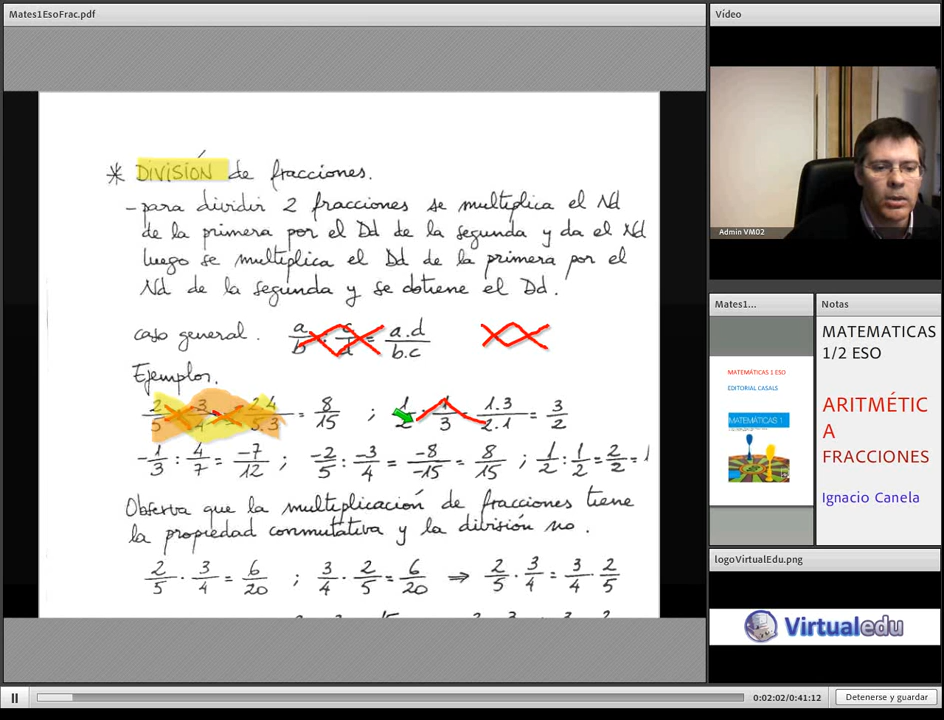 Mates1EsoFrac.pdf
* DIVISIÓN de fracciones.
- para dividir 2 fracciones se multiplica el Nd
de la primera por el Dd de la segunda y da el Nd
luego se multiplica el Dd de la primera por el
Nd de la segunda y se obtiene el Dd.
caso general. a/b : c/d = a.d/b.c
Ejemplos.
2/5 : 3/4 = 2.4/5.3 = 8/15 ; 1/2 : 1/3 = 1.3/2.1 = 3/2
-1/3 : 4/7 = -7/12 ; -2/5 : -3/4 = -8/-15 = 8/15 ; 1/2 : 1/2 = 2/2 = 1
Observa que la multiplicación de fracciones tiene
la propiedad conmutativa y la división no.
2/5 . 3/4 = 6/20 ; 3/4 . 2/5 = 6/20 ⇒ 2/5 . 3/4 = 3/4 . 2/5
Vídeo
Admin VM02
Mates1...
MATEMÁTICAS 1 ESO
EDITORIAL CASALS
MATEMÁTICAS 1
Notas
MATEMATICAS
1/2 ESO
ARITMÉTIC
A
FRACCIONES
Ignacio Canela
logoVirtualEdu.png
Virtualedu
0:02:02/0:41:12
Detenerse y guardar